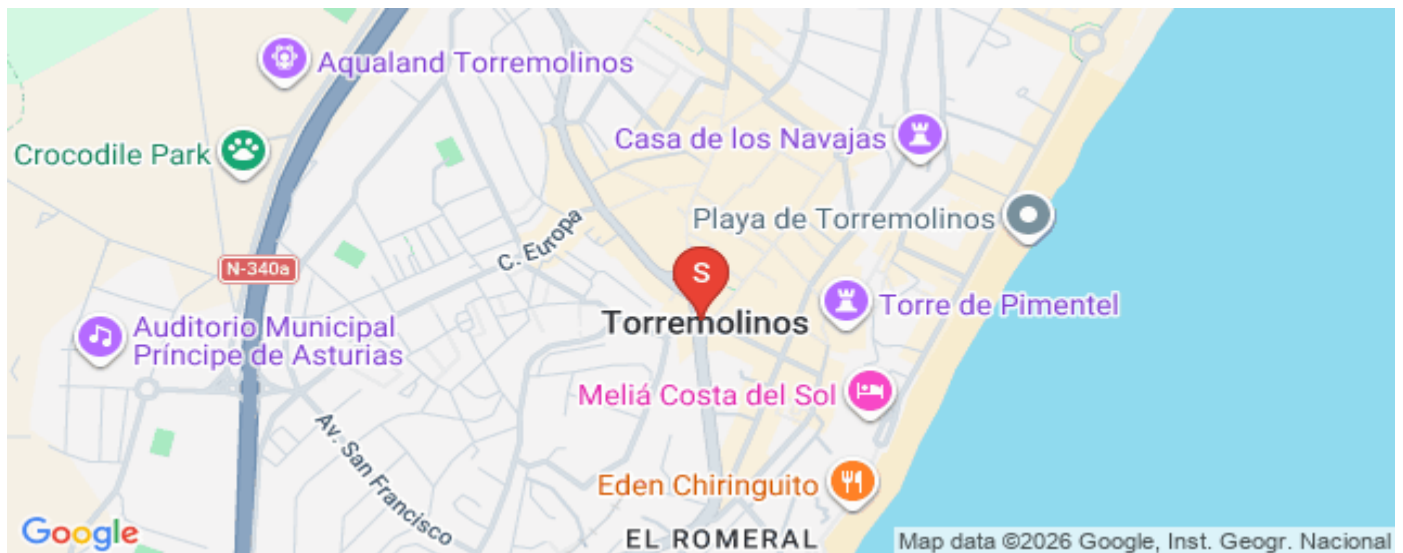 Aqualand Torremolinos
Casa de los Navajas
Crocodile Park
Playa de Torremolinos
C. Europa
N-340a
S
Torre de Pimentel
Torremolinos
Auditorio Municipal
Príncipe de Asturias
Meliá Costa del Sol
Av. San Francisco
Eden Chiringuito
EL ROMERAL
Google
Map data ©2026 Google, Inst. Geogr. Nacional